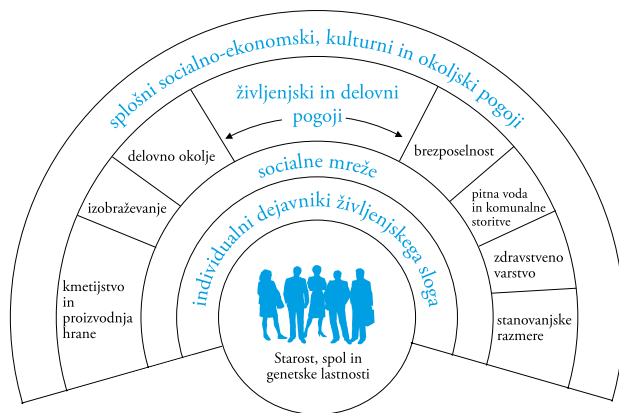 splošni socialno-ekonomski, kulturni in okoljski pogoji
življenjski in delovni
pogoji
delovno okolje
brezposelnost
socialne mreže
izobraževanje
pitna voda
in komunalne
storitve
individualni dejavniki življenjskega sloga
zdravstveno
varstvo
kmetijstvo
in
proizvodnja
hrane
stanovanjske
razmere
Starost, spol in
genetske lastnosti